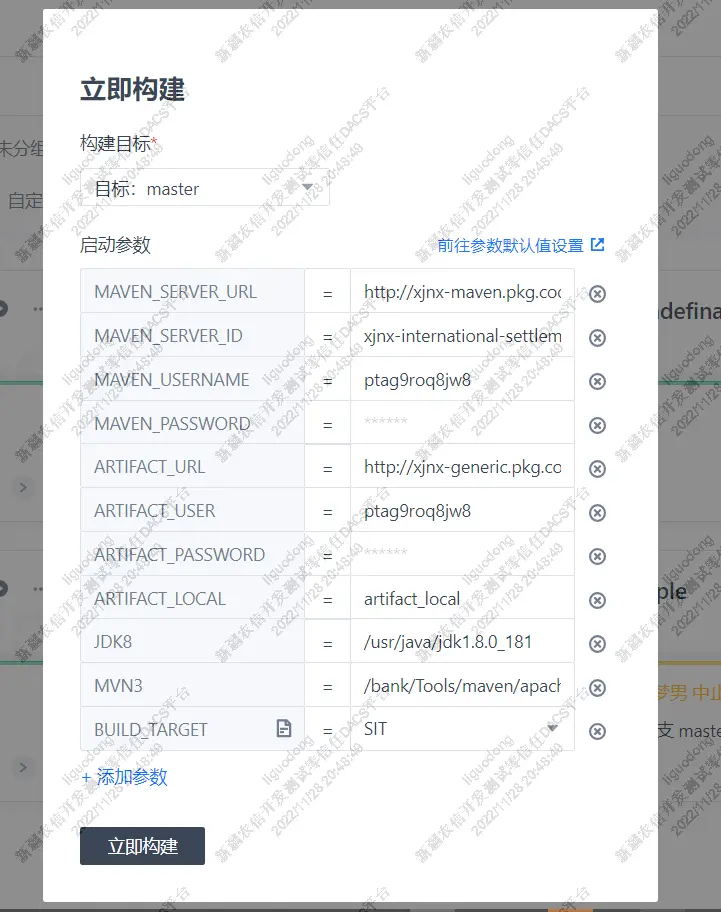 立即构建
构建目标*
目标：master
启动参数
前往参数默认值设置
MAVEN_SERVER_URL = http://xjnx-maven.pkg.coc
MAVEN_SERVER_ID = xjnx-international-settlem
MAVEN_USERNAME = ptag9roq8jw8
MAVEN_PASSWORD = ******
ARTIFACT_URL = http://xjnx-generic.pkg.co
ARTIFACT_USER = ptag9roq8jw8
ARTIFACT_PASSWORD = ******
ARTIFACT_LOCAL = artifact_local
JDK8 = /usr/java/jdk1.8.0_181
MVN3 = /bank/Tools/maven/apach
BUILD_TARGET = SIT
+ 添加参数
立即构建
未分组
自定
defina
ple
梦男 中止
支 maste
liguodong
新疆农信开发测试零信任DACS平台
2022/11/28 20:48:49